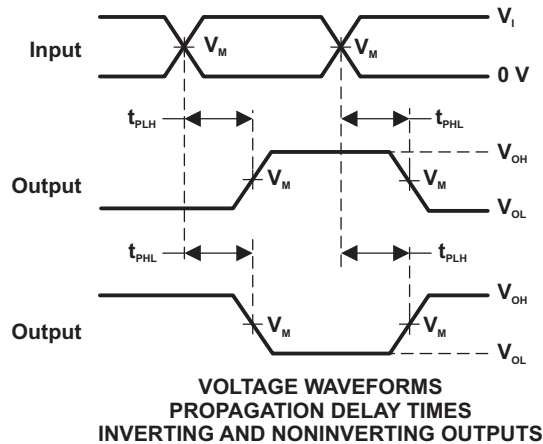 V_I
Input
V_M V_M
0 V
t_PLH t_PHL
V_OH
Output
V_M V_M
V_OL
t_PHL t_PLH
V_OH
Output
V_M V_M
V_OL
VOLTAGE WAVEFORMS
PROPAGATION DELAY TIMES
INVERTING AND NONINVERTING OUTPUTS